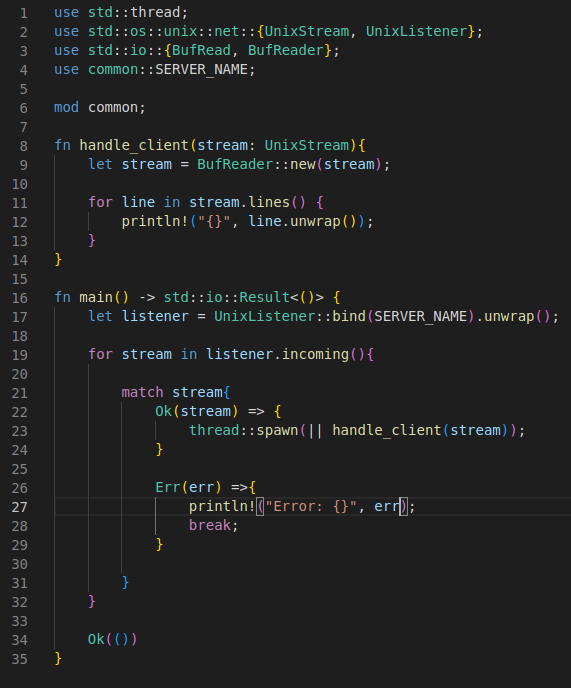 1 use std::thread;
2 use std::os::unix::net::{UnixStream, UnixListener};
3 use std::io::{BufRead, BufReader};
4 use common::SERVER_NAME;
5
6 mod common;
7
8 fn handle_client(stream: UnixStream){
9     let stream = BufReader::new(stream);
10
11     for line in stream.lines() {
12         println!("{}", line.unwrap());
13     }
14 }
15
16 fn main() -> std::io::Result<()> {
17     let listener = UnixListener::bind(SERVER_NAME).unwrap();
18
19     for stream in listener.incoming(){
20
21         match stream{
22             Ok(stream) => {
23                 thread::spawn(|| handle_client(stream));
24             }
25
26             Err(err) =>{
27                 println!("Error: {}", err);
28                 break;
29             }
30
31         }
32     }
33
34     Ok(())
35 }